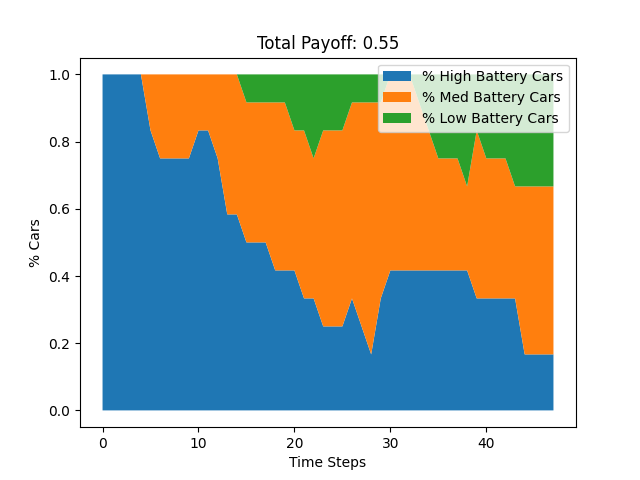 Total Payoff: 0.55
% High Battery Cars
% Med Battery Cars
% Low Battery Cars
1.0
0.8
0.6
0.4
0.2
0.0
% Cars
0
10
20
30
40
Time Steps